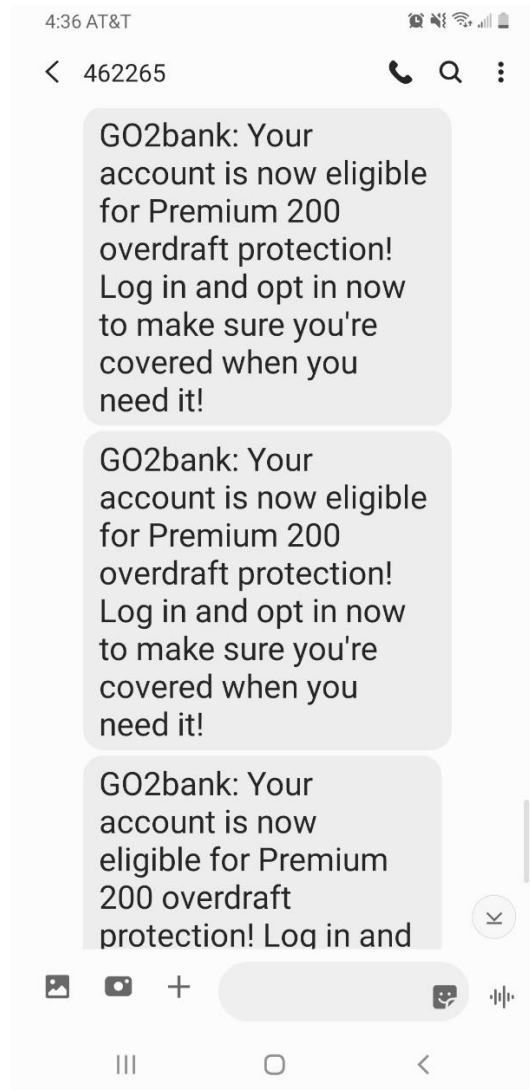 4:36 AT&T
462265
GO2bank: Your
account is now eligible
for Premium 200
overdraft protection!
Log in and opt in now
to make sure you're
covered when you
need it!
GO2bank: Your
account is now eligible
for Premium 200
overdraft protection!
Log in and opt in now
to make sure you're
covered when you
need it!
GO2bank: Your
account is now
eligible for Premium
200 overdraft
protection! Log in and